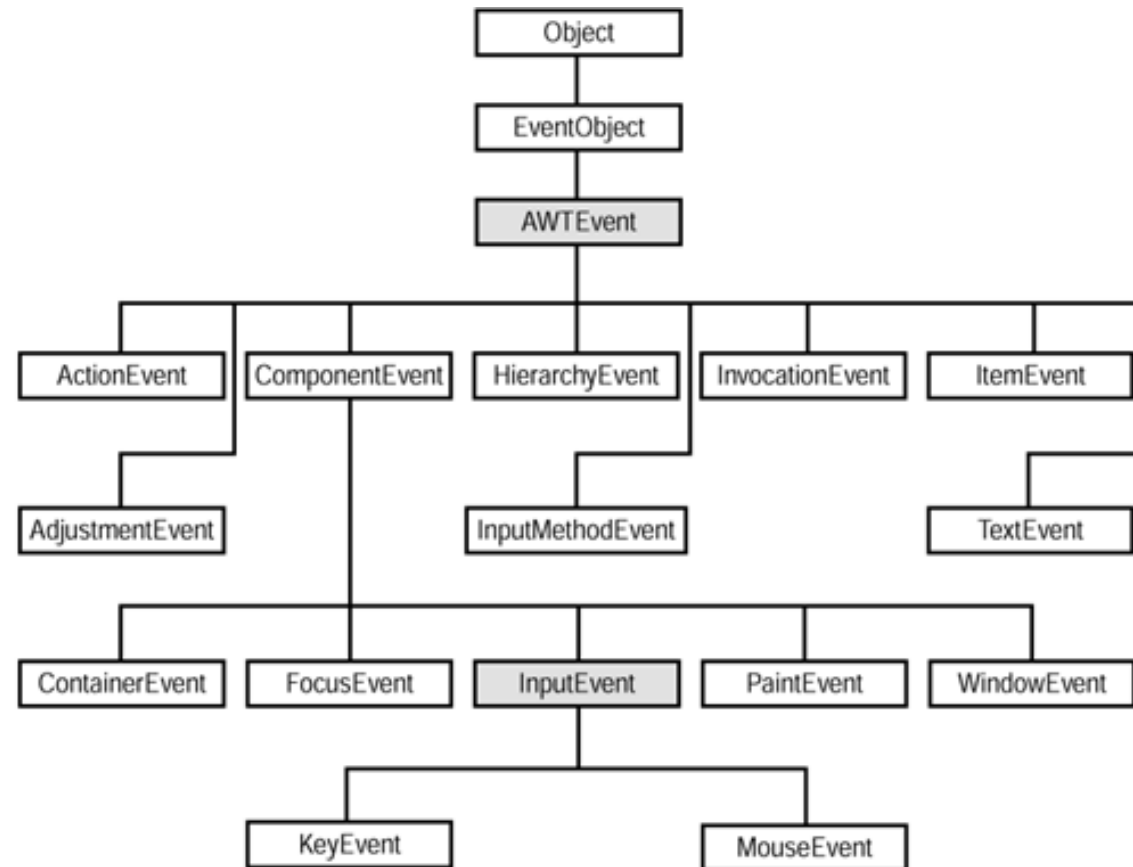 Object
EventObject
AWTEvent
ActionEvent
ComponentEvent
HierarchyEvent
InvocationEvent
ItemEvent
AdjustmentEvent
InputMethodEvent
TextEvent
ContainerEvent
FocusEvent
InputEvent
PaintEvent
WindowEvent
KeyEvent
MouseEvent